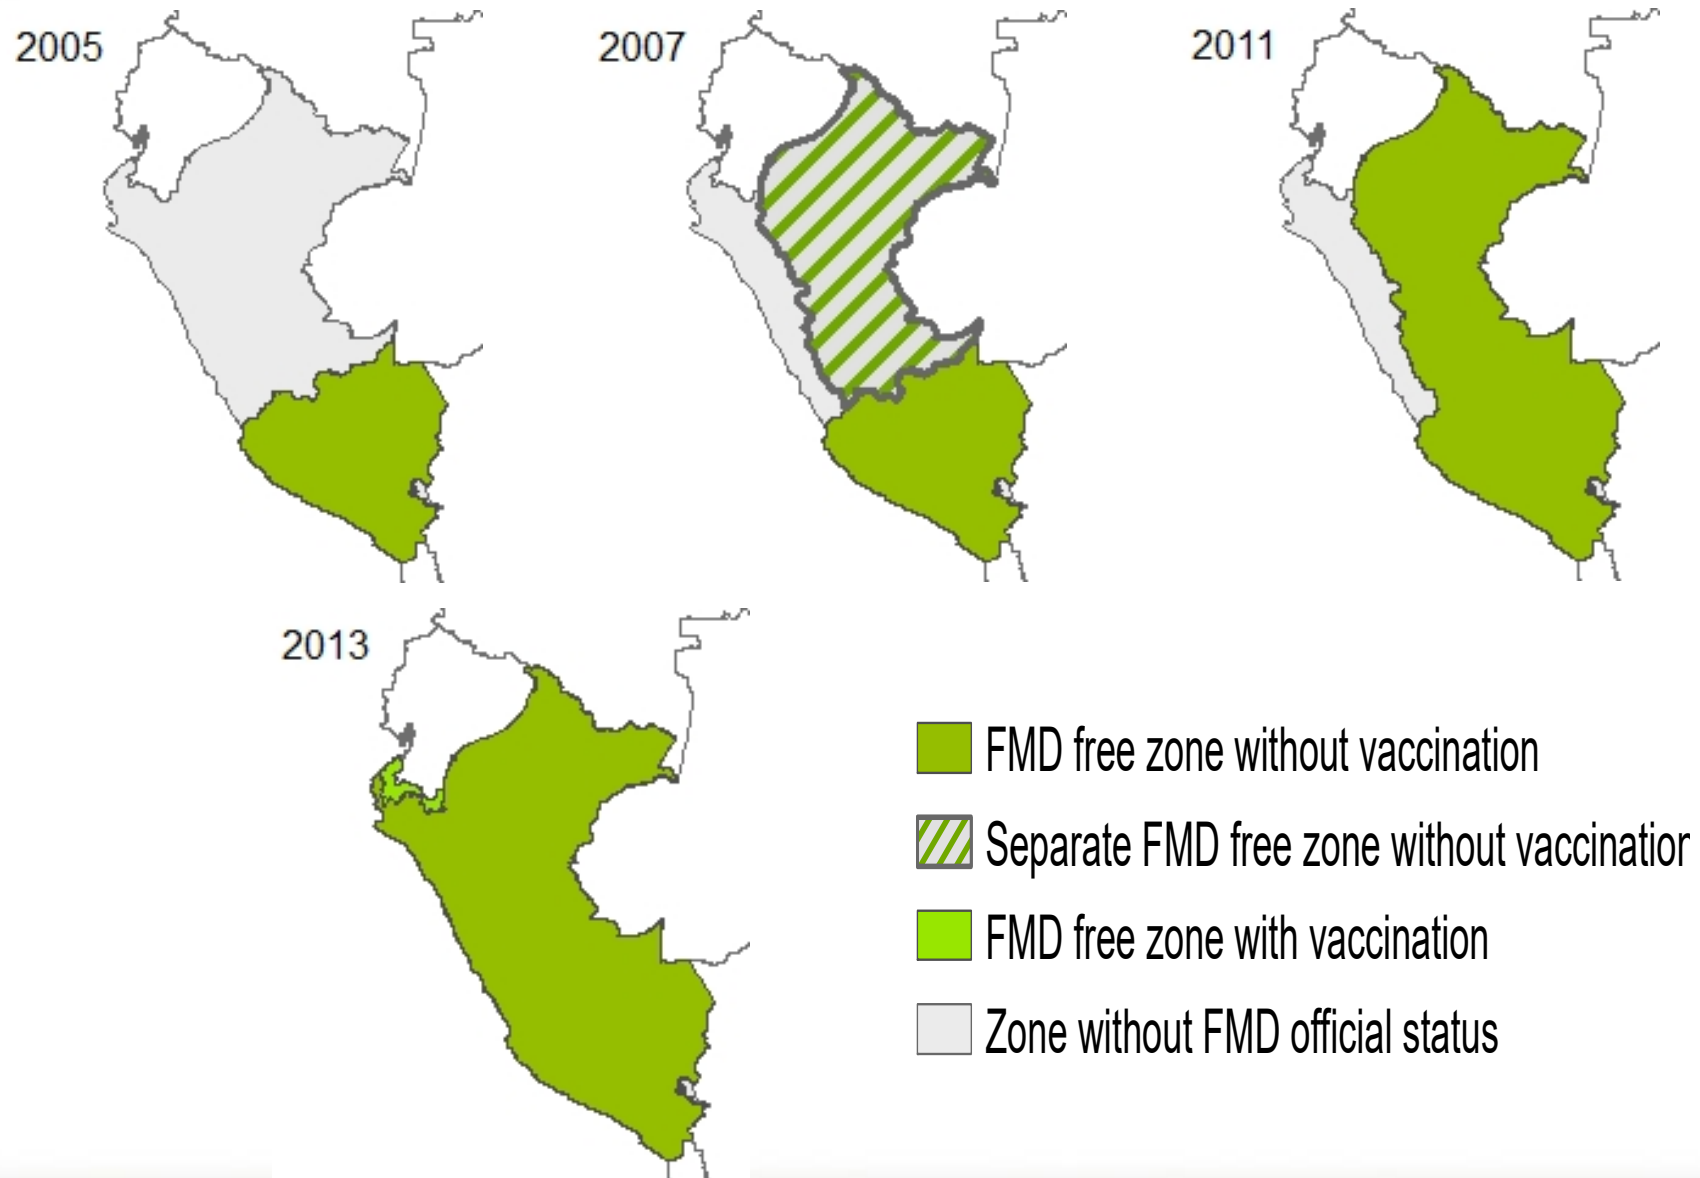 2005
2007
2011
2013
FMD free zone without vaccination
Separate FMD free zone without vaccination
FMD free zone with vaccination
Zone without FMD official status